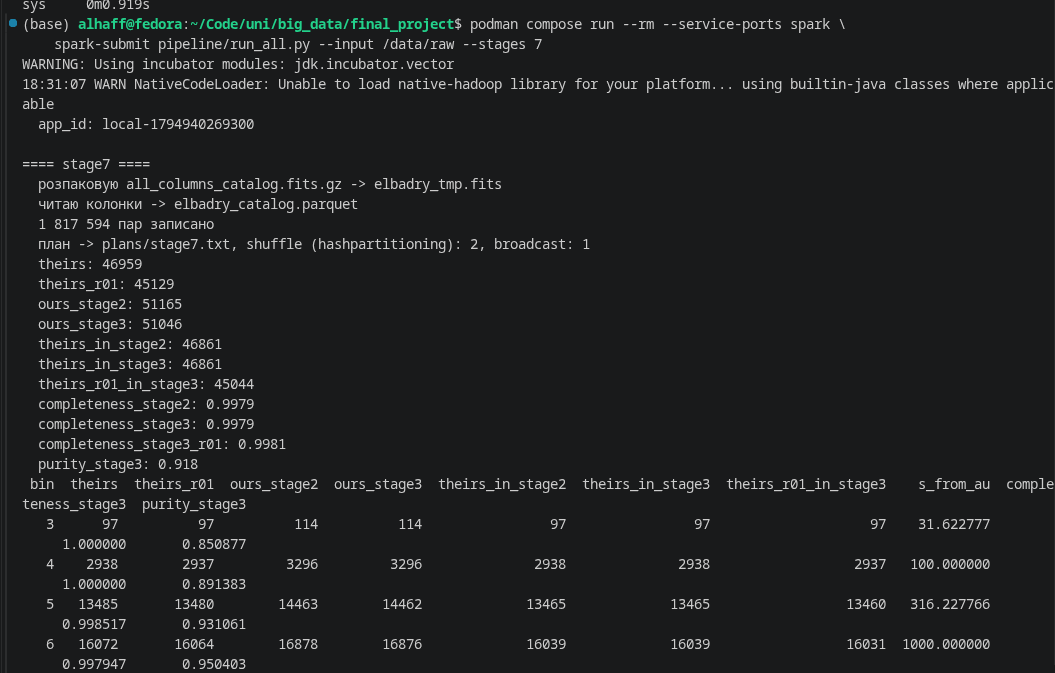 sys     0m0.919s
(base) alhaff@fedora:~/Code/uni/big_data/final_project$ podman compose run --rm --service-ports spark \
    spark-submit pipeline/run_all.py --input /data/raw --stages 7
WARNING: Using incubator modules: jdk.incubator.vector
18:31:07 WARN NativeCodeLoader: Unable to load native-hadoop library for your platform... using builtin-java classes where applic
able
  app_id: local-1794940269300
==== stage7 ====
  розпаковую all_columns_catalog.fits.gz -> elbadry_tmp.fits
  читаю колонки -> elbadry_catalog.parquet
  1 817 594 пар записано
  план -> plans/stage7.txt, shuffle (hashpartitioning): 2, broadcast: 1
  theirs: 46959
  theirs_r01: 45129
  ours_stage2: 51165
  ours_stage3: 51046
  theirs_in_stage2: 46861
  theirs_in_stage3: 46861
  theirs_r01_in_stage3: 45044
  completeness_stage2: 0.9979
  completeness_stage3: 0.9979
  completeness_stage3_r01: 0.9981
  purity_stage3: 0.918
 bin  theirs  theirs_r01  ours_stage2  ours_stage3  theirs_in_stage2  theirs_in_stage3  theirs_r01_in_stage3    s_from_au  comple
teness_stage3  purity_stage3
   3      97          97          114          114                97                97                    97    31.622777
     1.000000       0.850877
   4    2938        2937         3296         3296              2938              2938                  2937   100.000000
     1.000000       0.891383
   5   13485       13480        14463        14462             13465             13465                 13460   316.227766
     0.998517       0.931061
   6   16072       16064        16878        16876             16039             16039                 16031  1000.000000
     0.997947       0.950403